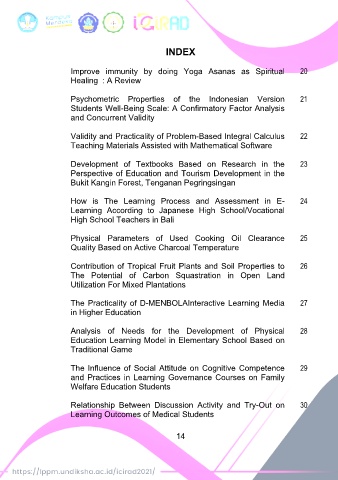 iCIRAD
INDEX
Improve immunity by doing Yoga Asanas as Spiritual 20
Healing : A Review
Psychometric Properties of the Indonesian Version 21
Students Well-Being Scale: A Confirmatory Factor Analysis
and Concurrent Validity
Validity and Practicality of Problem-Based Integral Calculus 22
Teaching Materials Assisted with Mathematical Software
Development of Textbooks Based on Research in the 23
Perspective of Education and Tourism Development in the
Bukit Kangin Forest, Tenganan Pegringsingan
How is The Learning Process and Assessment in E- 24
Learning According to Japanese High School/Vocational
High School Teachers in Bali
Physical Parameters of Used Cooking Oil Clearance 25
Quality Based on Active Charcoal Temperature
Contribution of Tropical Fruit Plants and Soil Properties to 26
The Potential of Carbon Squastration in Open Land
Utilization For Mixed Plantations
The Practicality of D-MENBOLAInteractive Learning Media 27
in Higher Education
Analysis of Needs for the Development of Physical 28
Education Learning Model in Elementary School Based on
Traditional Game
The Influence of Social Attitude on Cognitive Competence 29
and Practices in Learning Governance Courses on Family
Welfare Education Students
Relationship Between Discussion Activity and Try-Out on 30
Learning Outcomes of Medical Students
14
https://lppm.undiksha.ac.id/icirad2021/